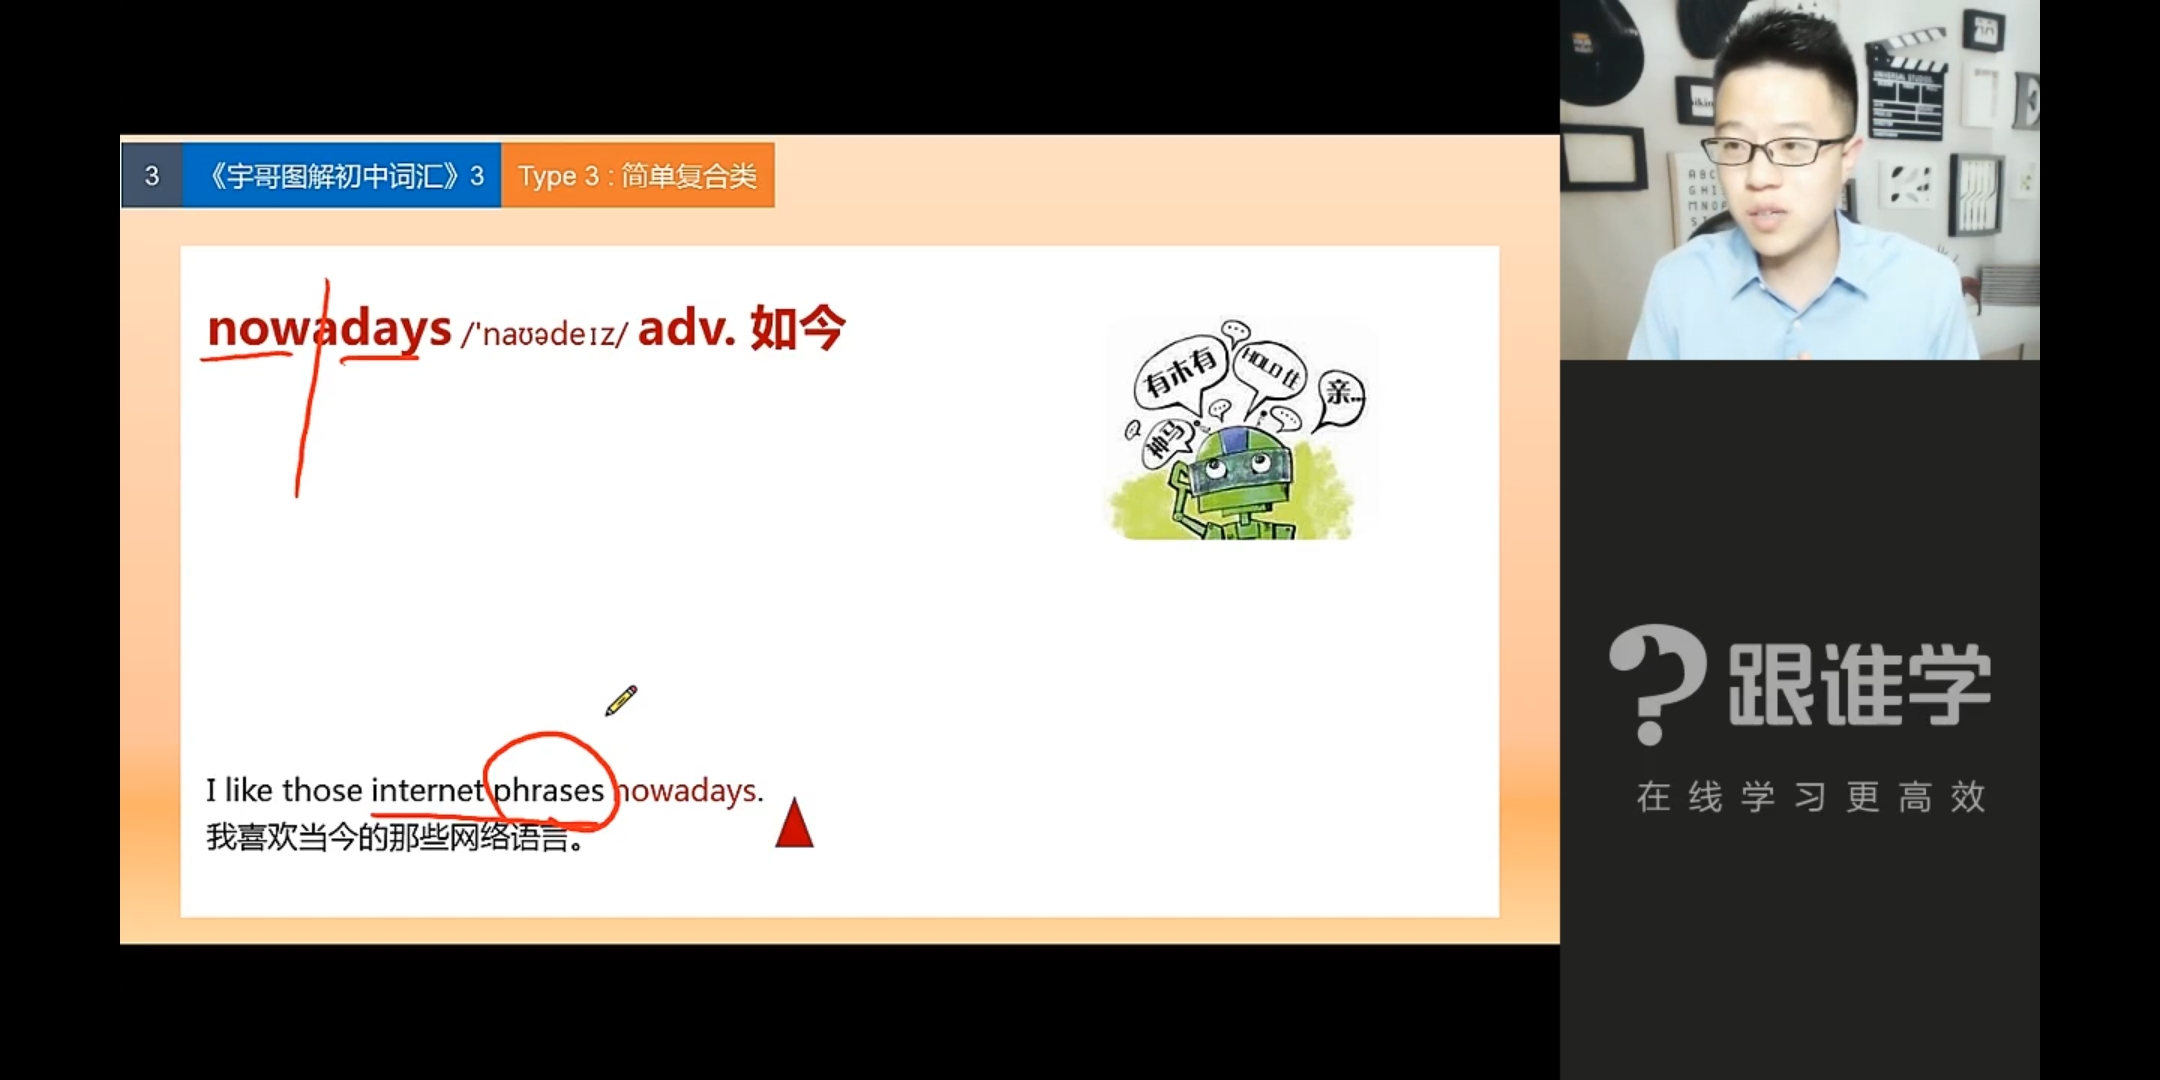 3 《宇哥图解初中词汇》3 Type 3 : 简单复合类
nowadays /'naʊədeɪz/ adv. 如今
有木有
HOLD住
亲...
神马
I like those internet phrases nowadays.
我喜欢当今的那些网络语言。
UNIVERSAL STUDIOS
跟谁学
在线学习更高效